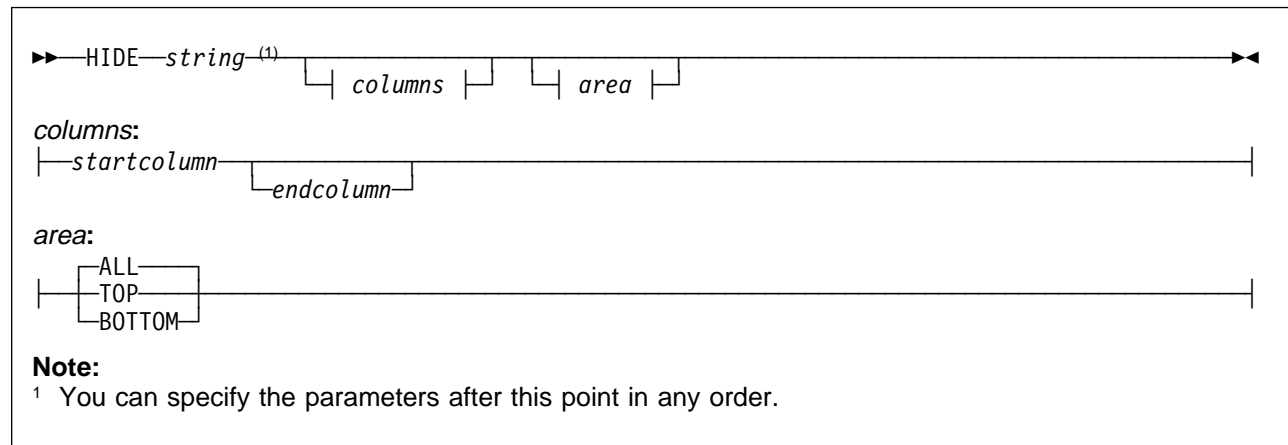 HIDE string (1) columns area
columns:
startcolumn endcolumn
area:
ALL
TOP
BOTTOM
Note:
1 You can specify the parameters after this point in any order.